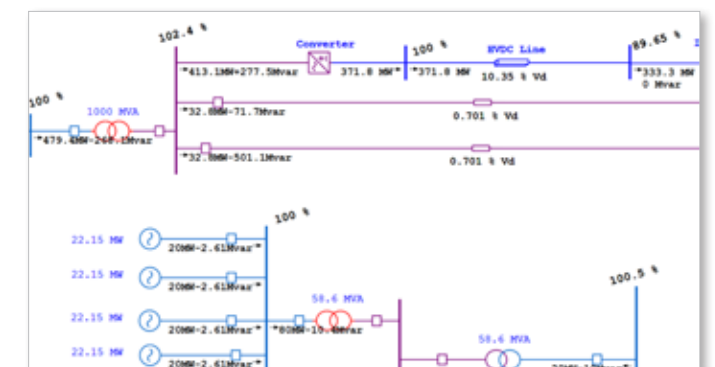 102.4 %
Converter
100 %
HVDC Line
89.65 %
413.1MW+277.5Mvar
371.8 MW
371.8 MW
10.35 % Vd
333.3 MW
0 Mvar
100 %
1000 MVA
32.8MW-71.7Mvar
0.701 % Vd
32.8MW-501.1Mvar
0.701 % Vd
100 %
22.15 MW
20MW-2.61Mvar
22.15 MW
20MW-2.61Mvar
100.5 %
58.6 MVA
22.15 MW
20MW-2.61Mvar
80MW-10.4Mvar
58.6 MVA
22.15 MW
20MW-2.61Mvar